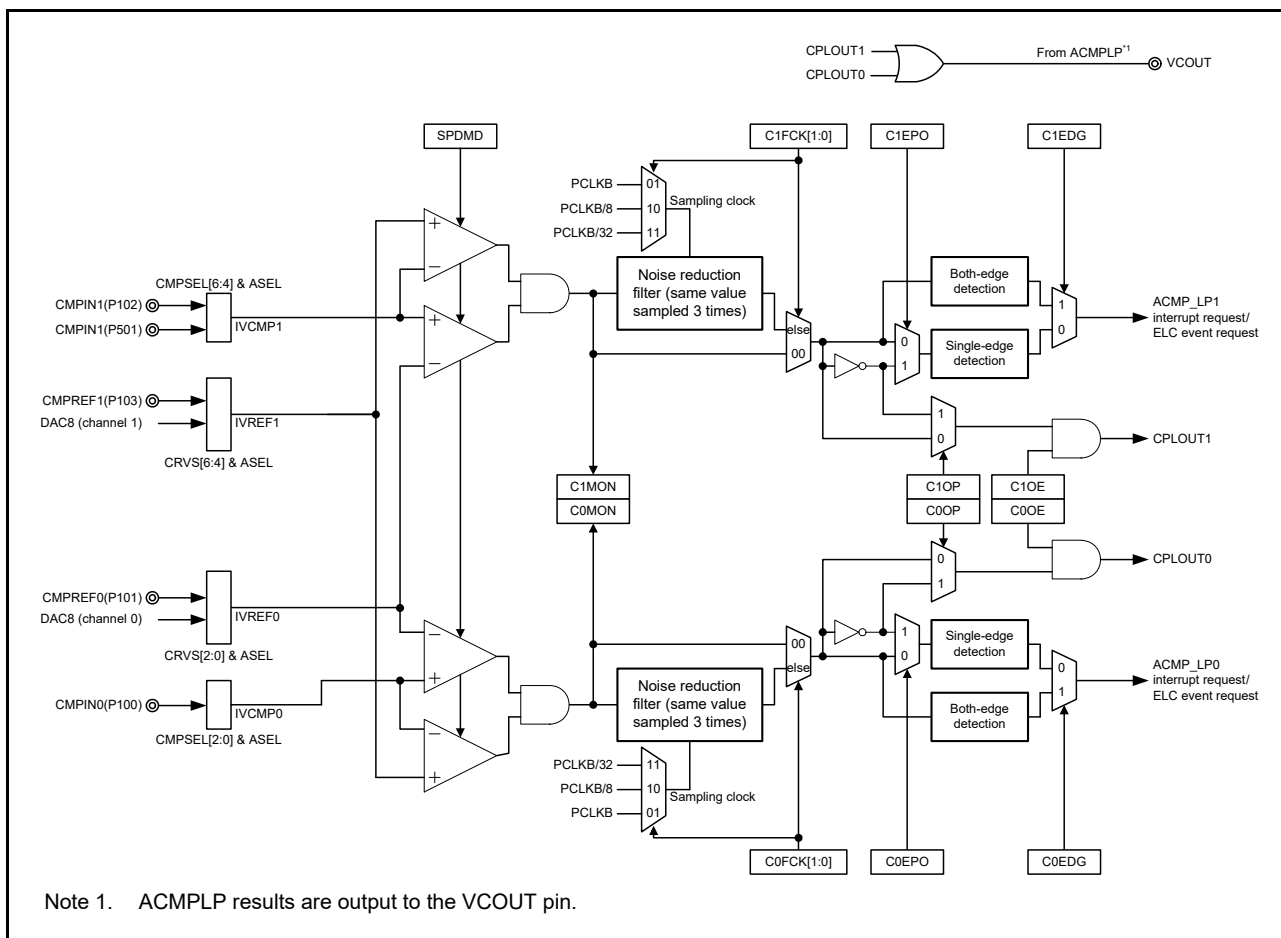 CPLOUT1
CPLOUT0
From ACMPLP*1
VCOUT
SPDMD
C1FCK[1:0]
C1EPO
C1EDG
PCLKB
PCLKB/8
PCLKB/32
01
10
11
Sampling clock
+
−
+
−
CMPSEL[6:4] & ASEL
CMPIN1(P102)
CMPIN1(P501)
IVCMP1
Noise reduction
filter (same value
sampled 3 times)
else
00
0
1
Both-edge
detection
Single-edge
detection
1
0
ACMP_LP1
interrupt request/
ELC event request
CMPREF1(P103)
DAC8 (channel 1)
IVREF1
CRVS[6:4] & ASEL
1
0
CPLOUT1
C1MON
C0MON
C1OP
C0OP
C1OE
C0OE
0
1
CPLOUT0
CMPREF0(P101)
DAC8 (channel 0)
IVREF0
CRVS[2:0] & ASEL
−
+
−
+
CMPIN0(P100)
IVCMP0
CMPSEL[2:0] & ASEL
00
else
Noise reduction
filter (same value
sampled 3 times)
1
0
Single-edge
detection
Both-edge
detection
0
1
ACMP_LP0
interrupt request/
ELC event request
PCLKB/32
PCLKB/8
PCLKB
11
10
01
Sampling clock
C0FCK[1:0]
C0EPO
C0EDG
Note 1. ACMPLP results are output to the VCOUT pin.